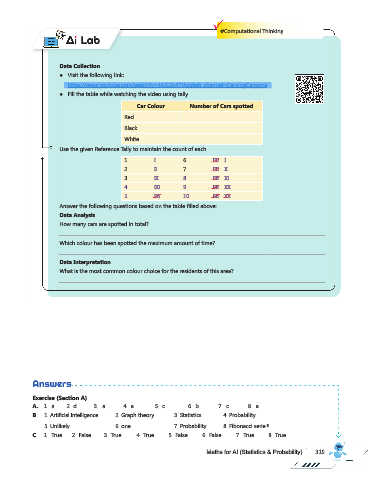 #Computational Thinking
Ai Lab
Data Collection
● Visit the following link:
● Fill the table while watching the video using tally
Car Colour Number of Cars spotted
Red
Black
White
Use the given Reference Tally to maintain the count of each
1 I 6
2 II 7
3 III 8
4 9
5 10
Answer the following questions based on the table filled above:
Data Analysis
How many cars are spotted in total?
Which colour has been spotted the maximum amount of time?
Data Interpretation
What is the most common colour choice for the residents of this area?
Answers
Exercise (Section A)
A. 1 2 d 3 4 5 c 6 b 7 c 8
B 1 Artificial Intelligence 2 Graph theory 3 Statistics 4 Probability
5 Unlikely 6 one 7 Probability 8 Fibonacci series
C 1 True 2 False 3 True 4 True 5 False 6 False 7 True 8 True
Maths for AI (Statistics & Probability)